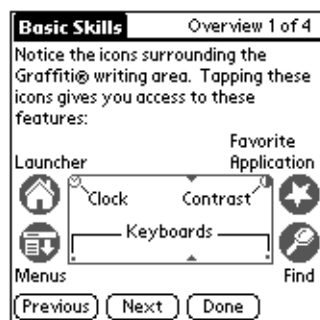 Basic Skills Overview 1 of 4
Notice the icons surrounding the
Graffiti® writing area. Tapping these
icons gives you access to these
features:
Favorite
Launcher Application
Clock Contrast
Keyboards
Menus Find
Previous Next Done